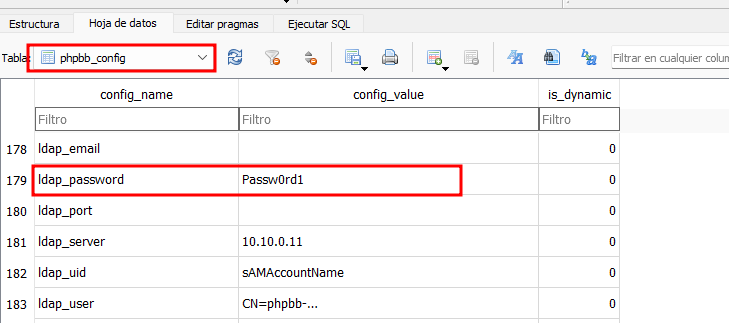 Estructura Hoja de datos Editar pragmas Ejecutar SQL
Tabla: phpbb_config Filtrar en cualquier colum
config_name config_value is_dynamic
Filtro Filtro Filtro
178 ldap_email 0
179 ldap_password Passw0rd1 0
180 ldap_port 0
181 ldap_server 10.10.0.11 0
182 ldap_uid sAMAccountName 0
183 ldap_user CN=phpbb-... 0